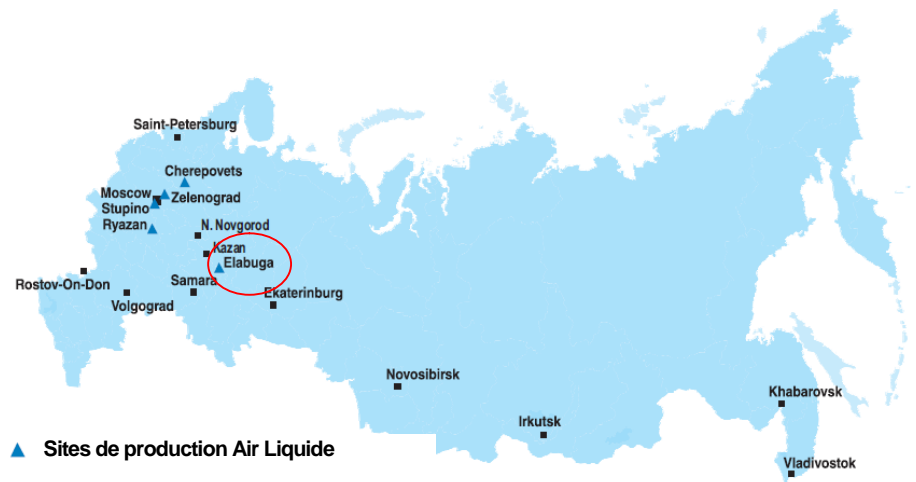 Saint-Petersburg
Cherepovets
Moscow
Zelenograd
Stupino
Ryazan
N. Novgorod
Kazan
Elabuga
Rostov-On-Don
Samara
Ekaterinburg
Volgograd
Novosibirsk
Khabarovsk
Irkutsk
Sites de production Air Liquide
Vladivostok